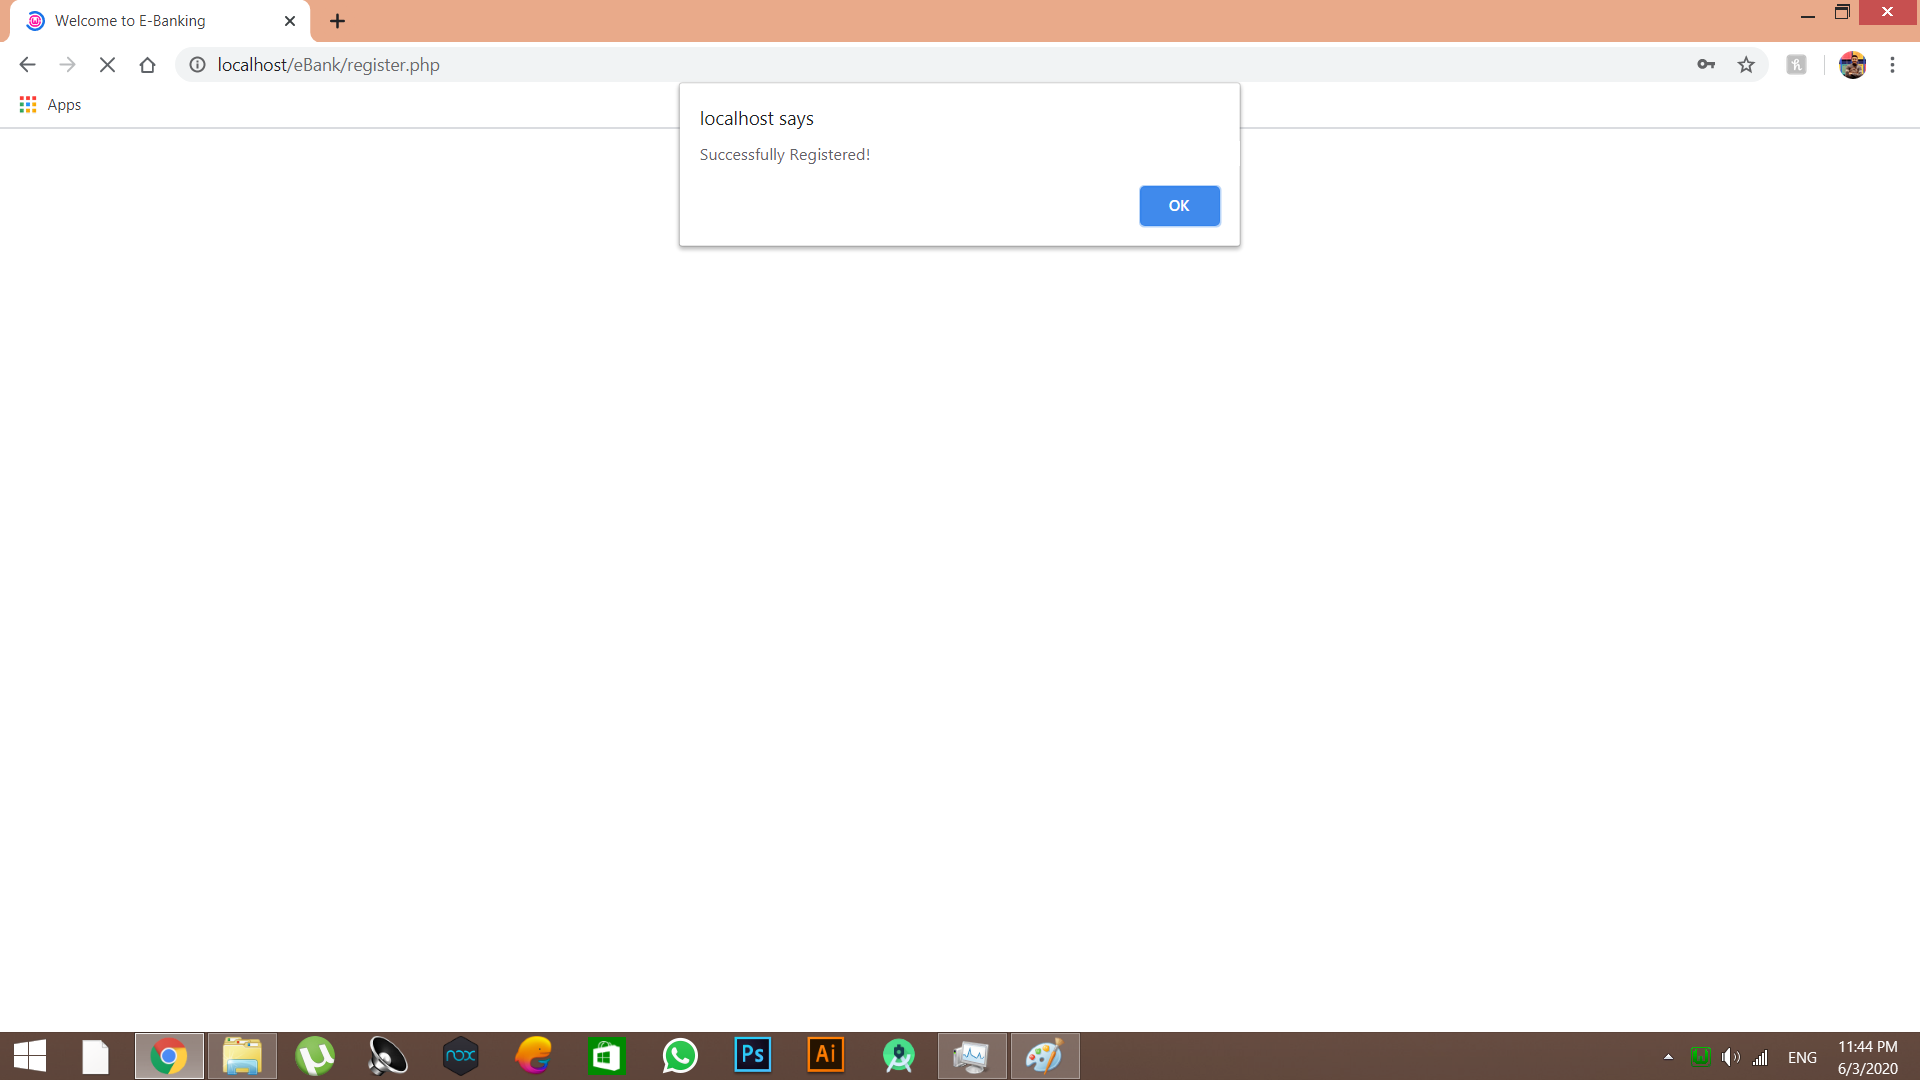 Welcome to E-Banking
localhost/eBank/register.php
Apps
localhost says
Successfully Registered!
OK
nox
Ps
Ai
ENG
11:44 PM
6/3/2020